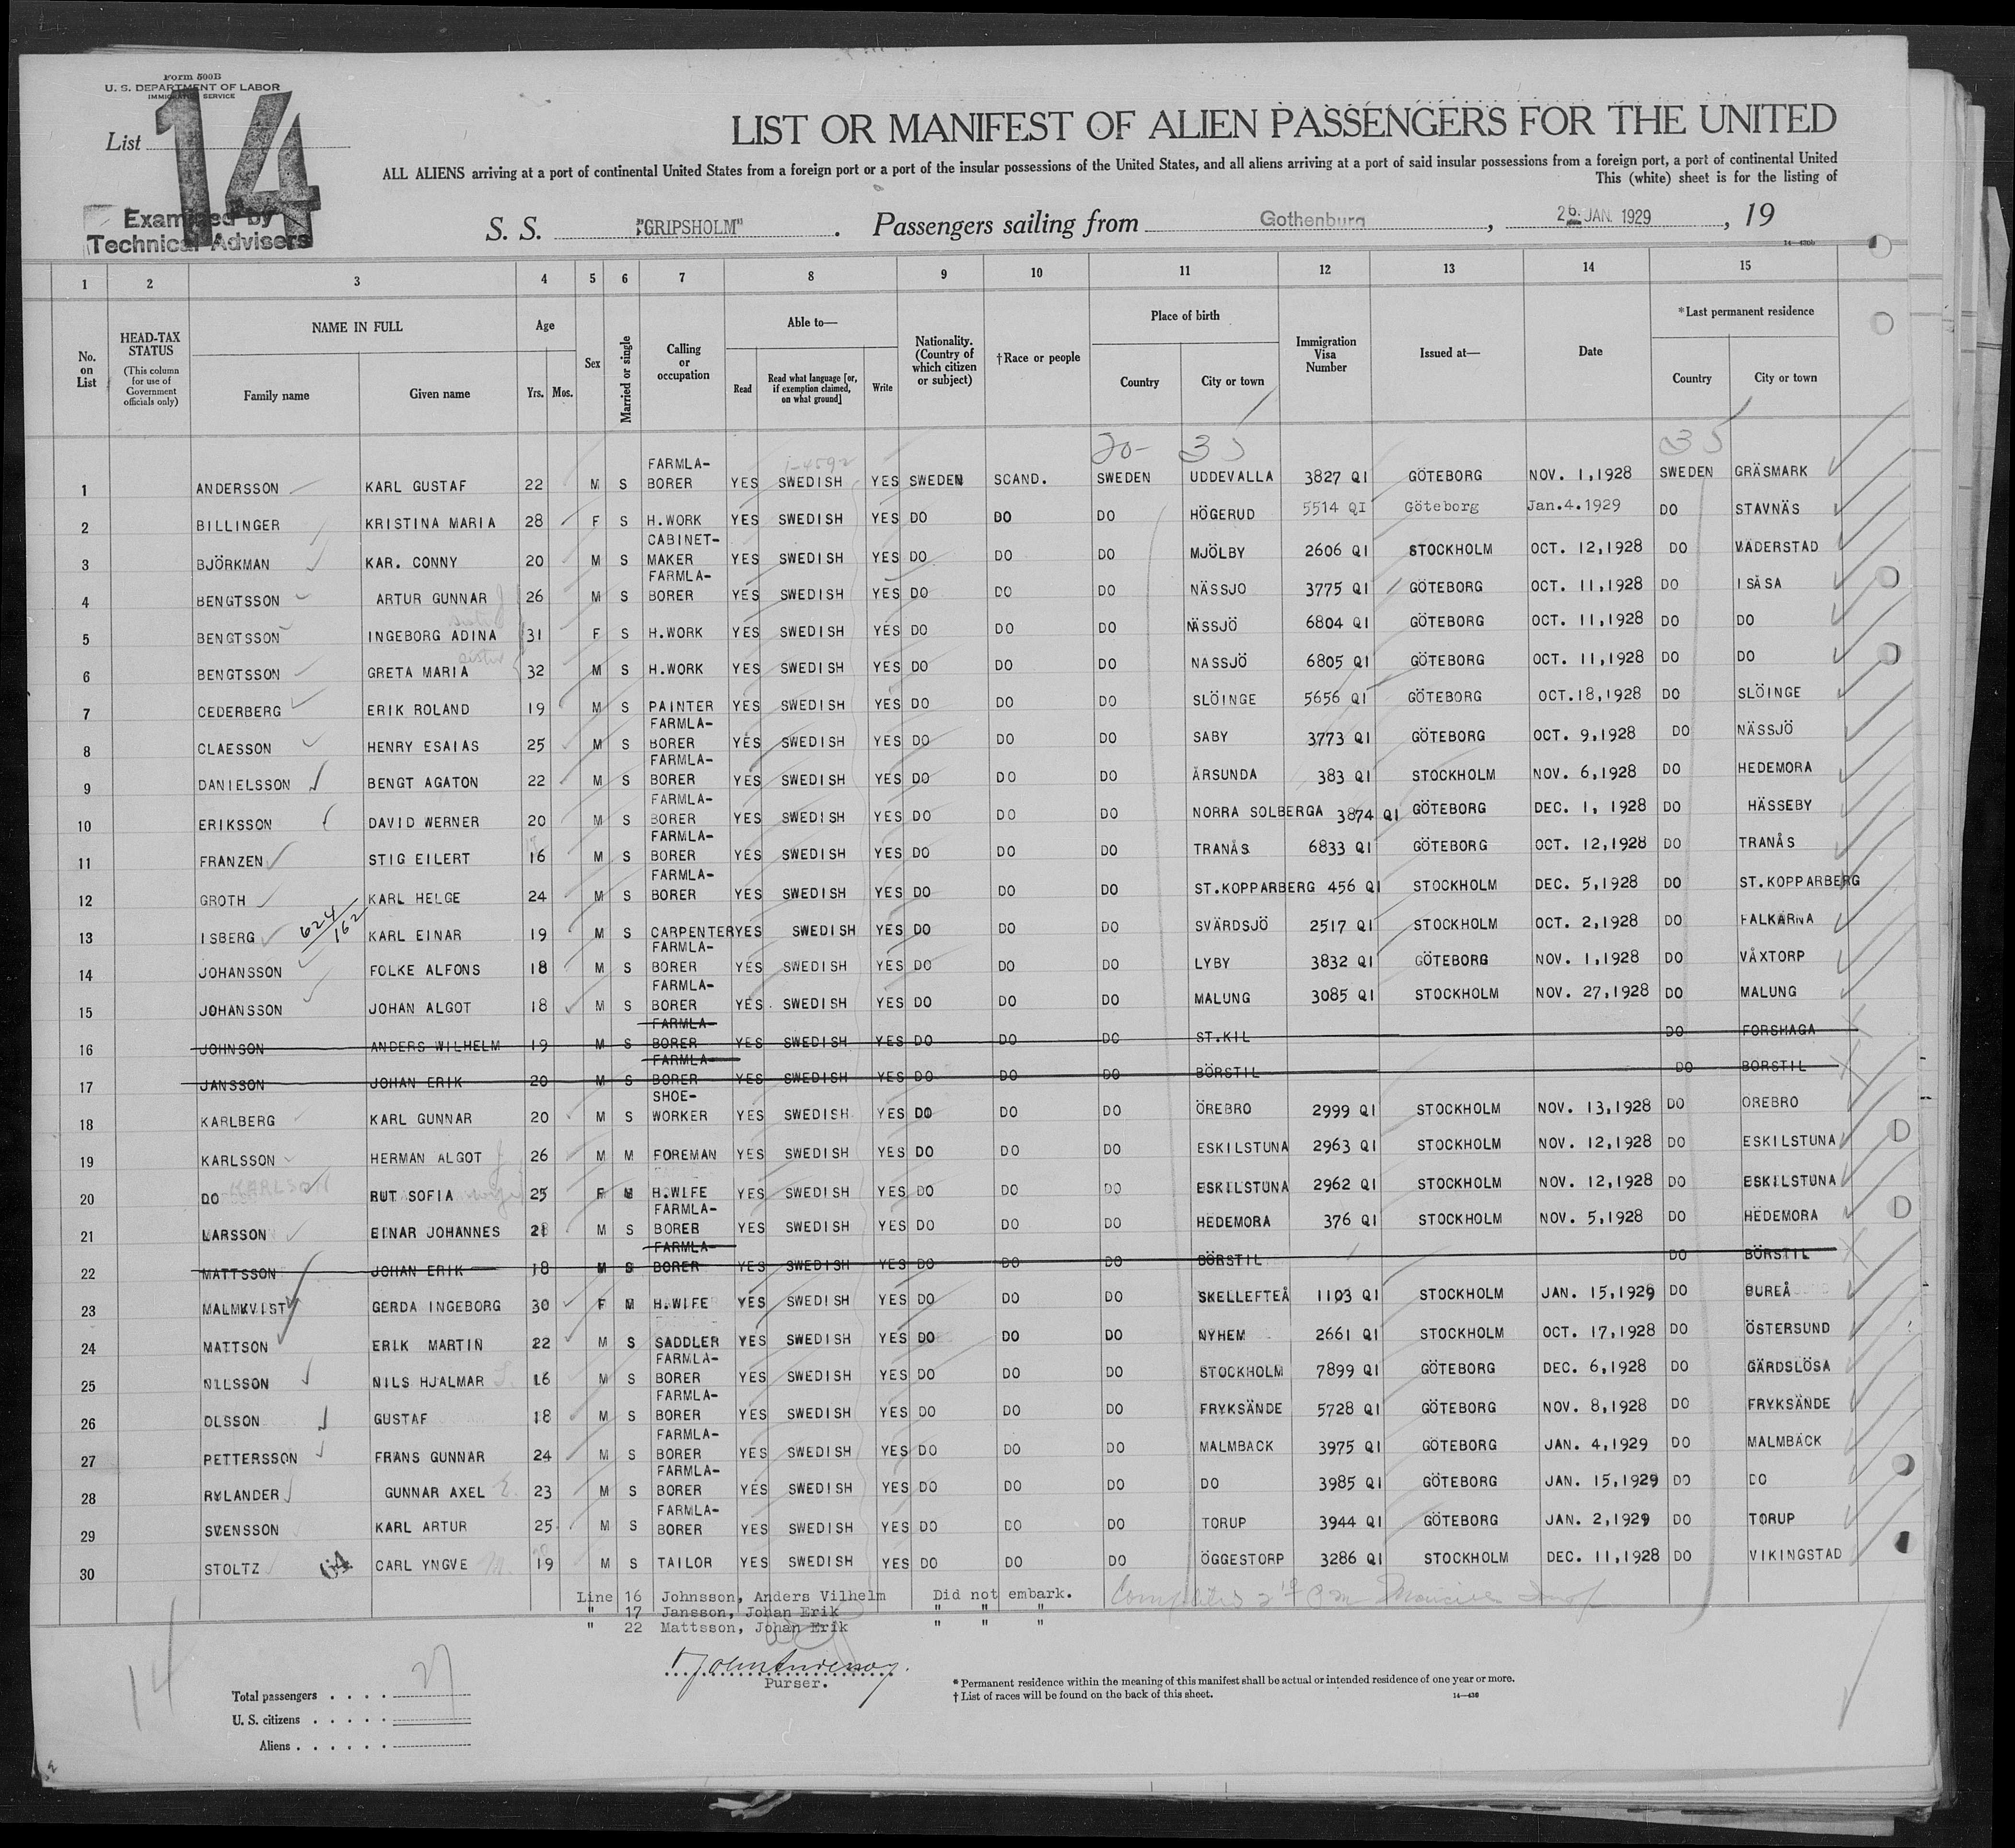 Form 500B
U. S. DEPARTMENT OF LABOR
IMMIGRATION SERVICE
List 14
Examined by
Technical Advisers
LIST OR MANIFEST OF ALIEN PASSENGERS FOR THE UNITED
ALL ALIENS arriving at a port of continental United States from a foreign port or a port of the insular possessions of the United States, and all aliens arriving at a port of said insular possessions from a foreign port, a port of continental United
This (white) sheet is for the listing of
S. S. "GRIPSHOLM". Passengers sailing from Gothenburg, 26. JAN. 1929, 19
14—430b
1 2 3 4 5 6 7 8 9 10 11 12 13 14 15
No. on List
HEAD-TAX STATUS
(This column for use of Government officials only)
NAME IN FULL
Family name Given name
Age
Yrs. Mos.
Sex
Married or single
Calling or occupation
Able to—
Read Read what language [or, if exemption claimed, on what ground] Write
Nationality. (Country of which citizen or subject)
†Race or people
Place of birth
Country City or town
Immigration Visa Number
Issued at—
Date
*Last permanent residence
Country City or town
20- 35 35
1-4592
1 ANDERSSON KARL GUSTAF 22 M S FARMLA-BORER YES SWEDISH YES SWEDEN SCAND. SWEDEN UDDEVALLA 3827 QI GÖTEBORG NOV. 1,1928 SWEDEN GRÄSMARK
2 BILLINGER KRISTINA MARIA 28 F S H.WORK YES SWEDISH YES DO DO DO HÖGERUD 5514 QI Göteborg Jan.4.1929 DO STAVNÄS
3 BJÖRKMAN KAR. CONNY 20 M S CABINET-MAKER YES SWEDISH YES DO DO DO MJÖLBY 2606 QI STOCKHOLM OCT. 12,1928 DO VÄDERSTAD
4 BENGTSSON ARTUR GUNNAR 26 M S FARMLA-BORER YES SWEDISH YES DO DO DO NÄSSJO 3775 QI GÖTEBORG OCT. 11,1928 DO ISÅSA
sister
5 BENGTSSON INGEBORG ADINA 31 F S H.WORK YES SWEDISH YES DO DO DO NÄSSJÖ 6804 QI GÖTEBORG OCT. 11,1928 DO DO
sister
6 BENGTSSON GRETA MARIA 32 M S H.WORK YES SWEDISH YES DO DO DO NASSJÖ 6805 QI GÖTEBORG OCT. 11,1928 DO DO
7 CEDERBERG ERIK ROLAND 19 M S PAINTER YES SWEDISH YES DO DO DO SLÖINGE 5656 QI GÖTEBORG OCT.18,1928 DO SLÖINGE
8 CLAESSON HENRY ESAIAS 25 M S FARMLA-BORER YES SWEDISH YES DO DO DO SABY 3773 QI GÖTEBORG OCT. 9,1928 DO NÄSSJÖ
9 DANIELSSON BENGT AGATON 22 M S FARMLA-BORER YES SWEDISH YES DO DO DO ÅRSUNDA 383 QI STOCKHOLM NOV. 6,1928 DO HEDEMORA
10 ERIKSSON DAVID WERNER 20 M S FARMLA-BORER YES SWEDISH YES DO DO DO NORRA SOLBERGA 3874 QI GÖTEBORG DEC. 1, 1928 DO HÄSSEBY
11 FRANZEN STIG EILERT 16 M S FARMLA-BORER YES SWEDISH YES DO DO DO TRANÅS 6833 QI GÖTEBORG OCT. 12,1928 DO TRANÅS
12 GROTH KARL HELGE 24 M S FARMLA-BORER YES SWEDISH YES DO DO DO ST.KOPPARBERG 456 QI STOCKHOLM DEC. 5,1928 DO ST.KOPPARBERG
13 ISBERG 624/162 KARL EINAR 19 M S CARPENTER YES SWEDISH YES DO DO DO SVÄRDSJÖ 2517 QI STOCKHOLM OCT. 2,1928 DO FALKÄRNA
14 JOHANSSON FOLKE ALFONS 18 M S FARMLA-BORER YES SWEDISH YES DO DO DO LYBY 3832 QI GÖTEBORG NOV. 1,1928 DO VÅXTORP
15 JOHANSSON JOHAN ALGOT 18 M S FARMLA-BORER YES SWEDISH YES DO DO DO MALUNG 3085 QI STOCKHOLM NOV. 27,1928 DO MALUNG
16 JOHNSON ANDERS WILHELM 19 M S FARMLA-BORER YES SWEDISH YES DO DO DO ST.KIL DO FORSHAGA
17 JANSSON JOHAN ERIK 20 M S FARMLA-BORER YES SWEDISH YES DO DO DO BÖRSTIL DO BÖRSTIL
18 KARLBERG KARL GUNNAR 20 M S SHOE-WORKER YES SWEDISH YES DO DO DO ÖREBRO 2999 QI STOCKHOLM NOV. 13,1928 DO OREBRO
19 KARLSSON HERMAN ALGOT 26 M M FOREMAN YES SWEDISH YES DO DO DO ESKILSTUNA 2963 QI STOCKHOLM NOV. 12,1928 DO ESKILSTUNA
20 DO KARLSON RUT SOFIA wife 25 F M H.WIFE YES SWEDISH YES DO DO DO ESKILSTUNA 2962 QI STOCKHOLM NOV. 12,1928 DO ESKILSTUNA
21 LARSSON EINAR JOHANNES 28 M S FARMLA-BORER YES SWEDISH YES DO DO DO HEDEMORA 376 QI STOCKHOLM NOV. 5,1928 DO HEDEMORA
22 MATTSSON JOHAN ERIK 18 M S FARMLA-BORER YES SWEDISH YES DO DO DO BÖRSTIL DO BÖRSTIL
23 MALMKVIST GERDA INGEBORG 30 F M H.WIFE YES SWEDISH YES DO DO DO SKELLEFTEÅ 1103 QI STOCKHOLM JAN. 15,1929 DO BUREÅ
24 MATTSON ERIK MARTIN 22 M S SADDLER YES SWEDISH YES DO DO DO NYHEM 2661 QI STOCKHOLM OCT. 17,1928 DO ÖSTERSUND
25 NILSSON NILS HJALMAR 16 M S FARMLA-BORER YES SWEDISH YES DO DO DO STOCKHOLM 7899 QI GÖTEBORG DEC. 6,1928 DO GÄRDSLÖSA
26 OLSSON GUSTAF 18 M S FARMLA-BORER YES SWEDISH YES DO DO DO FRYKSÄNDE 5728 QI GÖTEBORG NOV. 8,1928 DO FRYKSÄNDE
27 PETTERSSON FRANS GUNNAR 24 M S FARMLA-BORER YES SWEDISH YES DO DO DO MALMBACK 3975 QI GÖTEBORG JAN. 4,1929 DO MALMBÄCK
28 RYLANDER GUNNAR AXEL E. 23 M S FARMLA-BORER YES SWEDISH YES DO DO DO DO 3985 QI GÖTEBORG JAN. 15,1929 DO DO
29 SVENSSON KARL ARTUR 25 M S FARMLA-BORER YES SWEDISH YES DO DO DO TORUP 3944 QI GÖTEBORG JAN. 2,1929 DO TORUP
30 STOLTZ CARL YNGVE M. 19 M S TAILOR YES SWEDISH YES DO DO DO ÖGGESTORP 3286 QI STOCKHOLM DEC. 11,1928 DO VIKINGSTAD
Line 16 Johnsson, Anders Vilhelm Did not embark.
" 17 Jansson, Johan Erik " " "
" 22 Mattsson, Johan Erik " " "
Purser.
14
Total passengers . . . . 27
U. S. citizens . . . . .
Aliens . . . . . .
* Permanent residence within the meaning of this manifest shall be actual or intended residence of one year or more.
† List of races will be found on the back of this sheet.
14—430